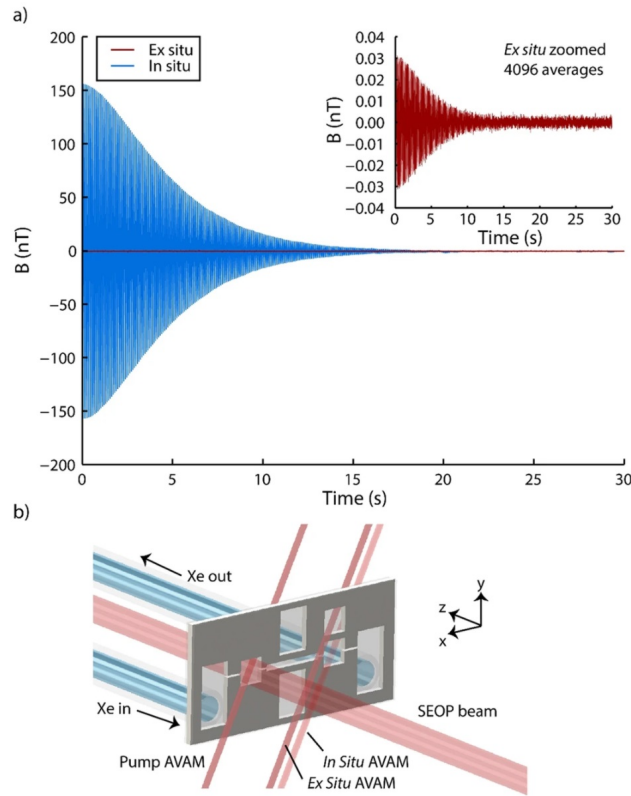 a)
200
150
100
50
0
−50
−100
−150
−200
B (nT)
0
5
10
15
20
25
30
Time (s)
Ex situ
In situ
Ex situ zoomed
4096 averages
0.04
0.03
0.02
0.01
0.00
−0.01
−0.02
−0.03
−0.04
B (nT)
0
5
10
15
20
25
30
Time (s)
b)
Xe out
y
z
x
Xe in
SEOP beam
Pump AVAM
In Situ AVAM
Ex Situ AVAM